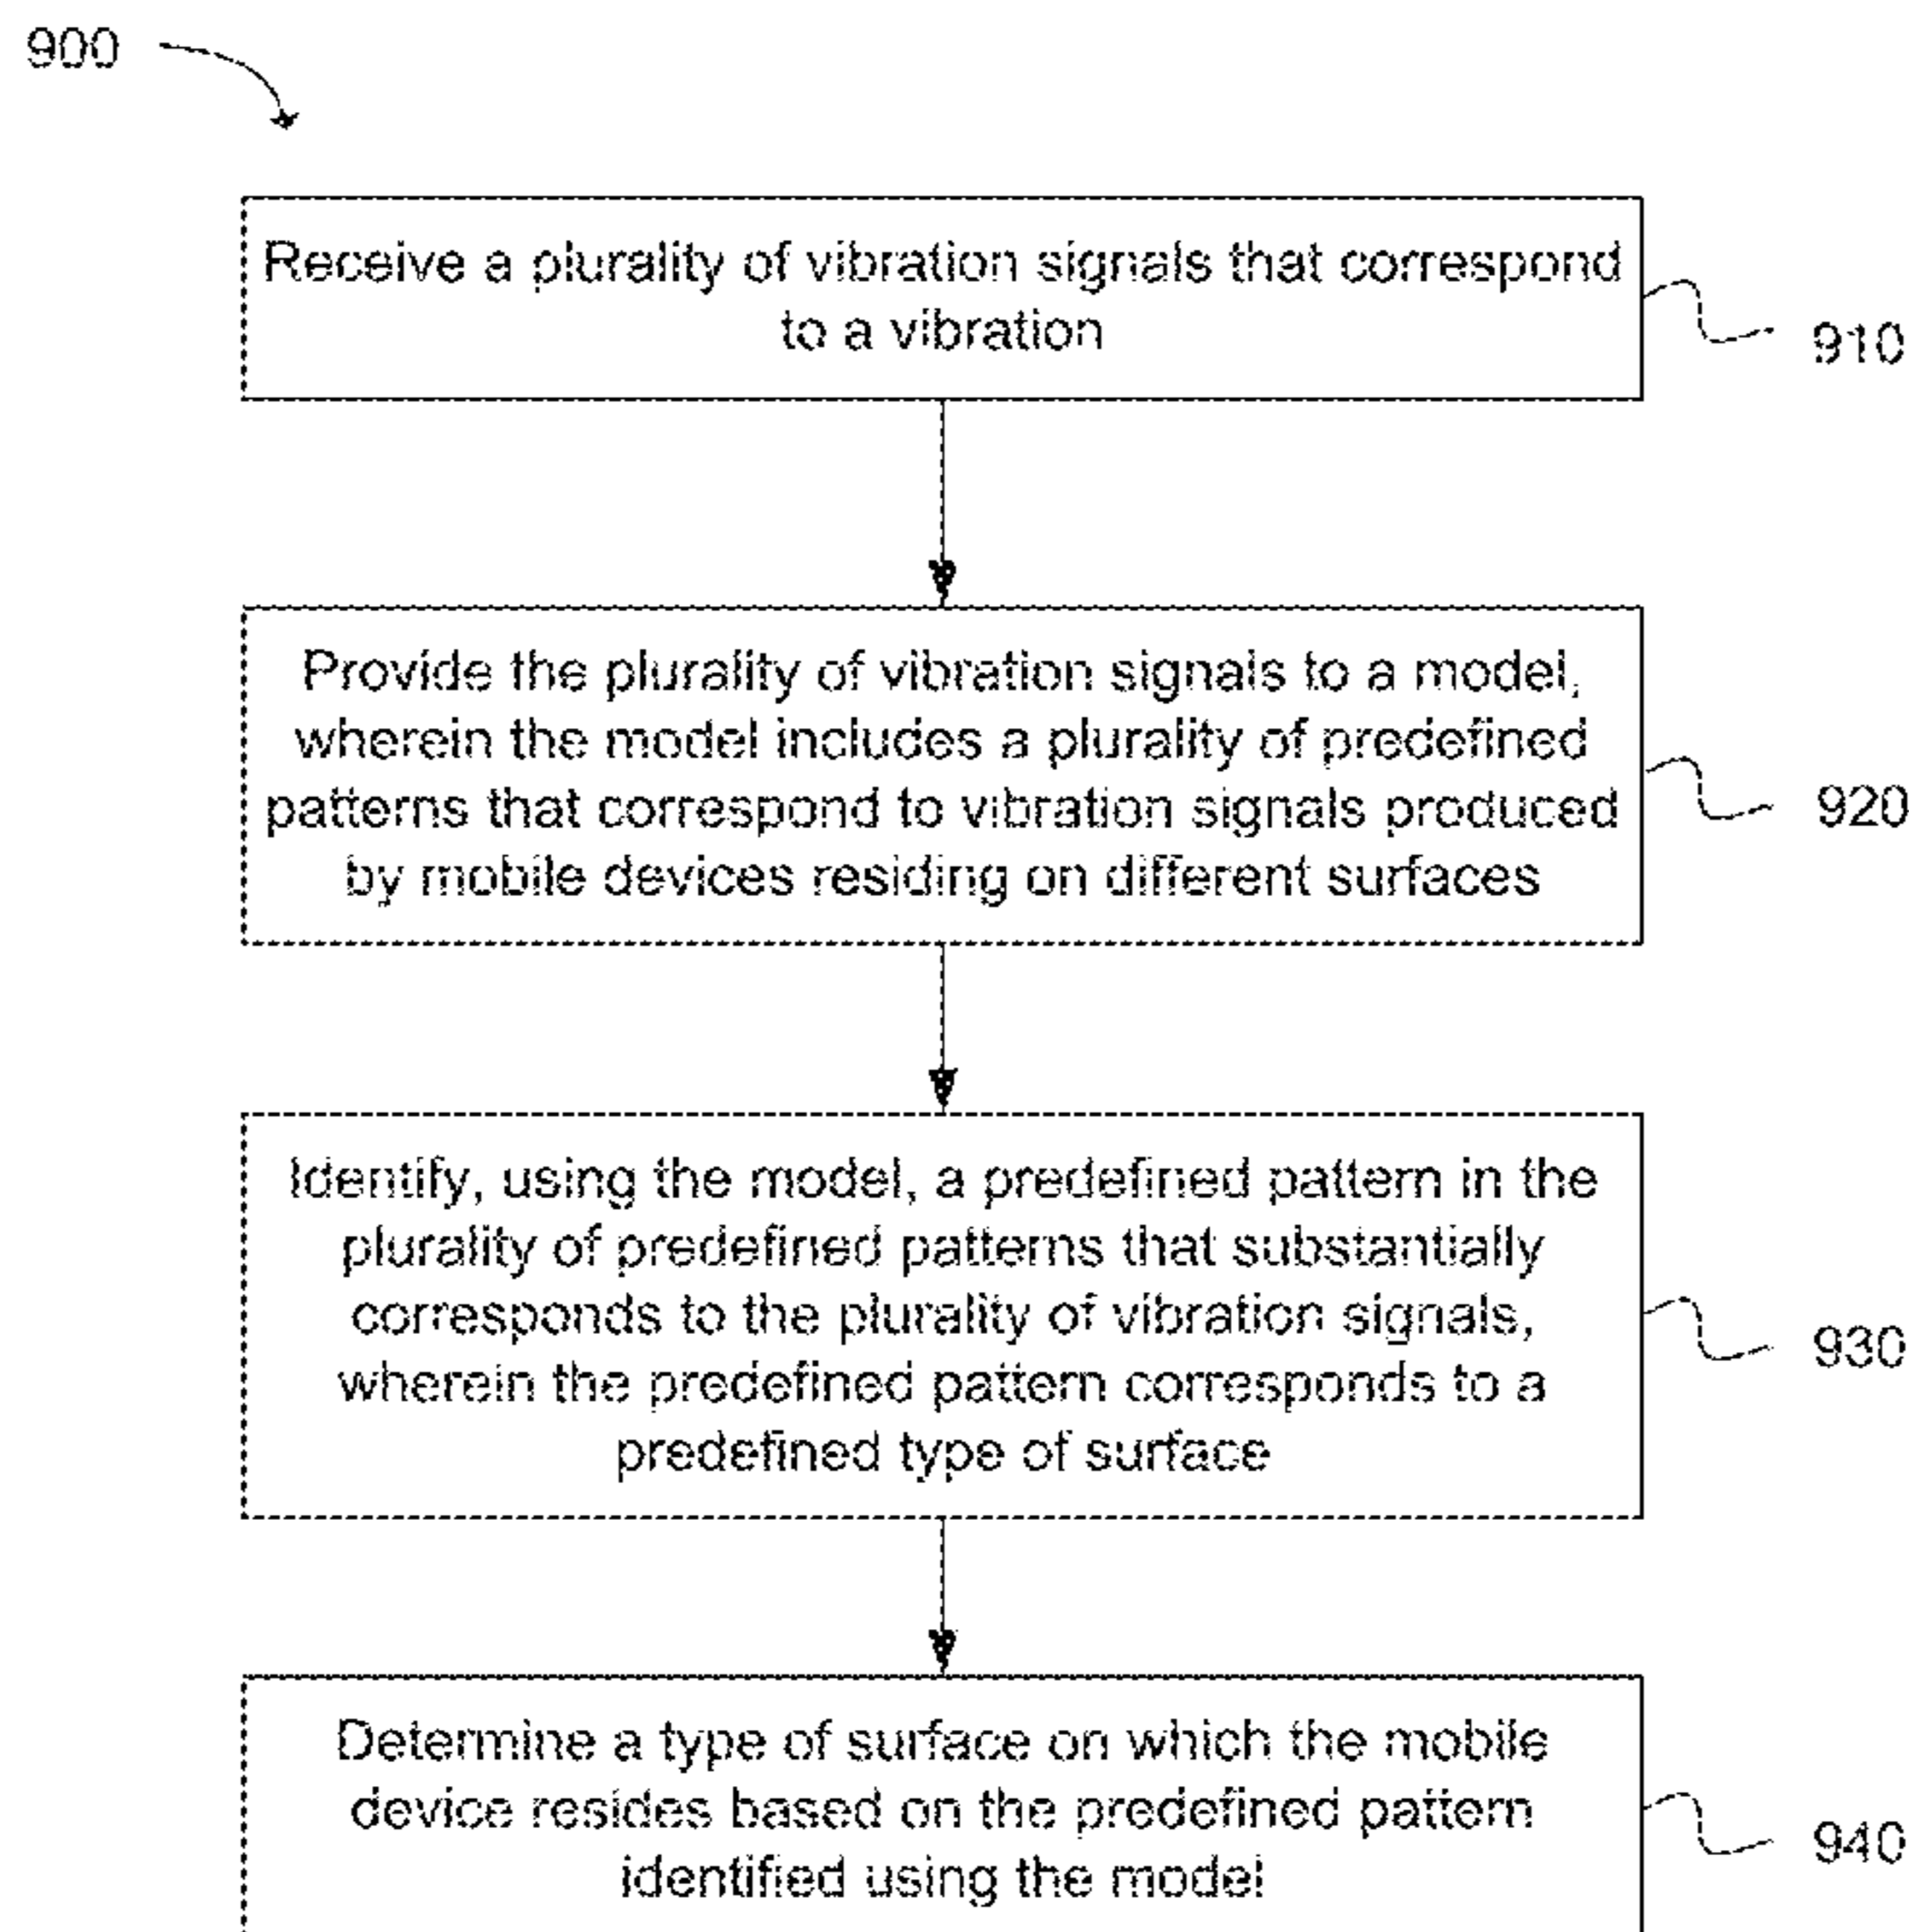 900
Receive a plurality of vibration signals that correspond
to a vibration
910
Provide the plurality of vibration signals to a model,
wherein the model includes a plurality of predefined
patterns that correspond to vibration signals produced
by mobile devices residing on different surfaces
920
Identify, using the model, a predefined pattern in the
plurality of predefined patterns that substantially
corresponds to the plurality of vibration signals,
wherein the predefined pattern corresponds to a
predefined type of surface
930
Determine a type of surface on which the mobile
device resides based on the predefined pattern
identified using the model
940